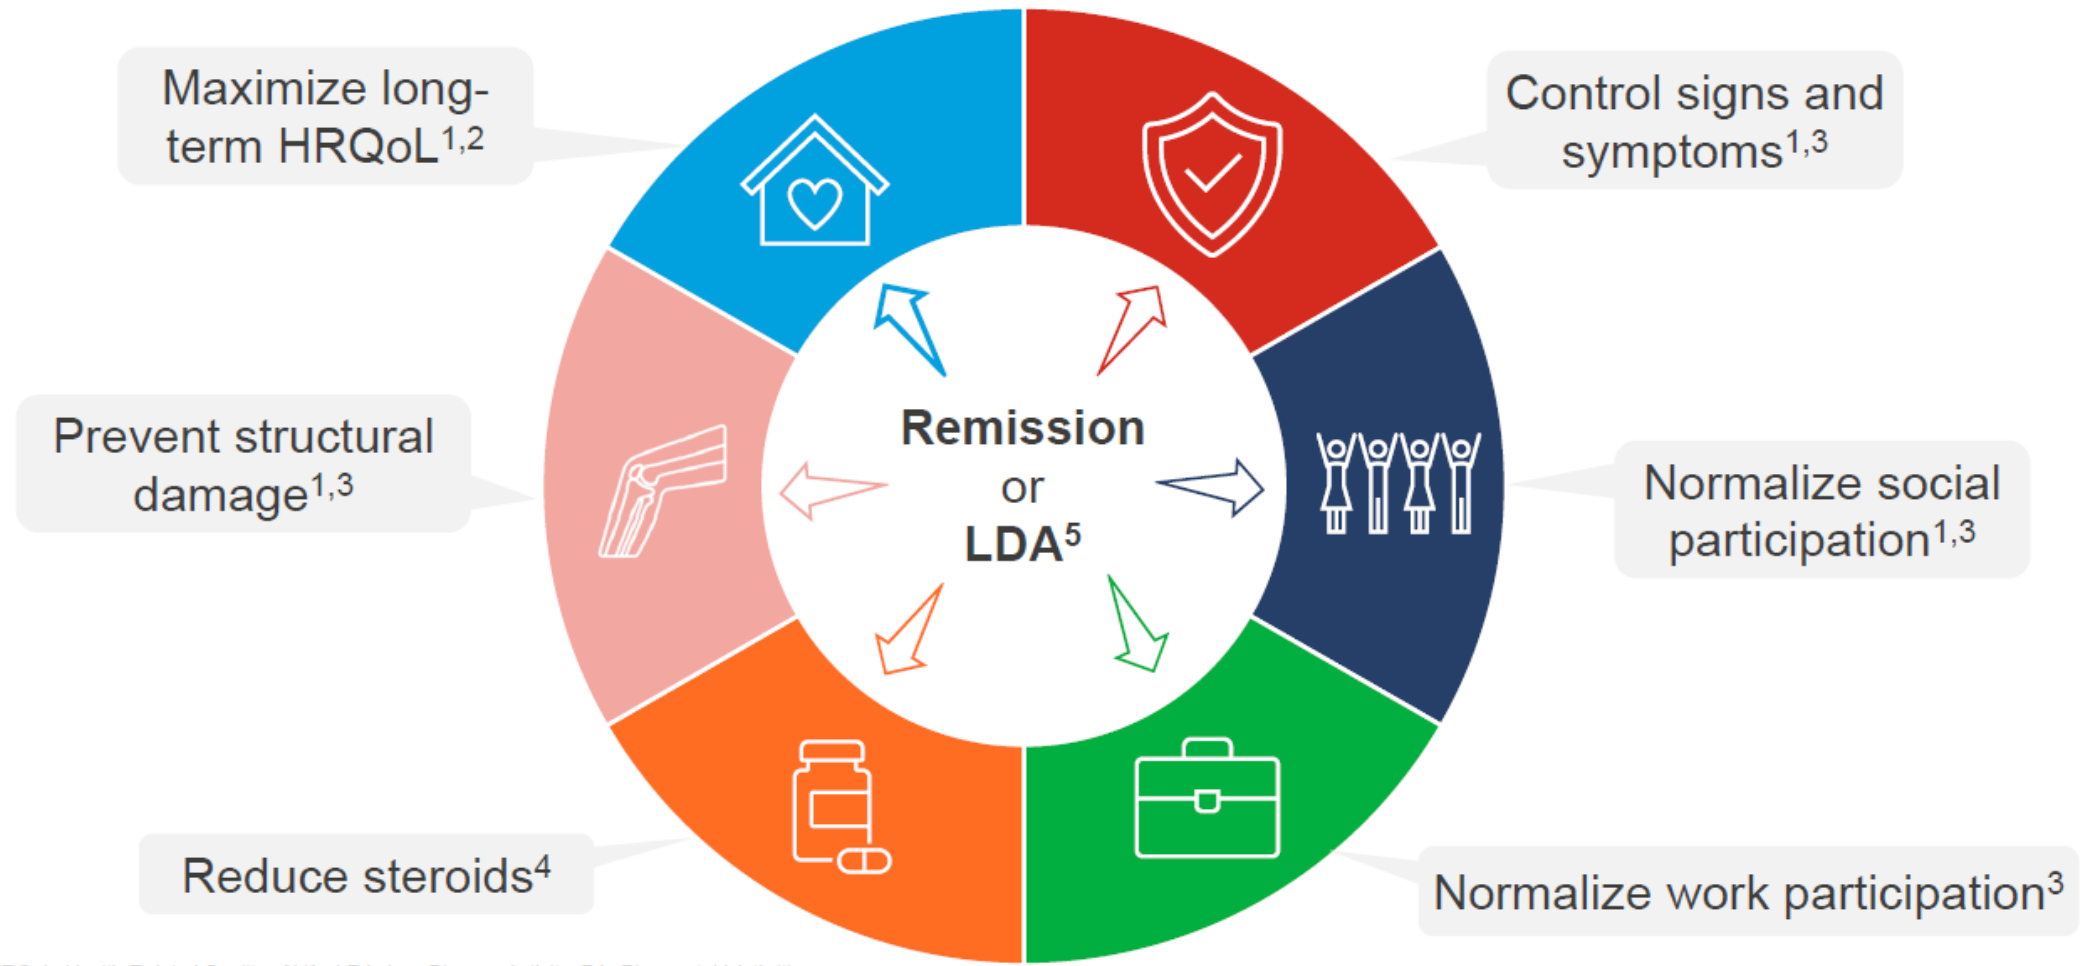 Maximize long-
term HRQoL1,2
Control signs and
symptoms1,3
Prevent structural
damage1,3
Remission
or
LDA5
Normalize social
participation1,3
Reduce steroids4
Normalize work participation3